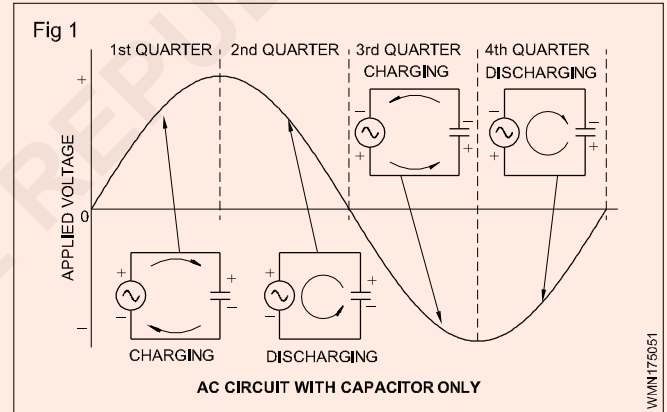 Fig 1
1st QUARTER 2nd QUARTER 3rd QUARTER 4th QUARTER
CHARGING DISCHARGING
+
APPLIED VOLTAGE
0
–
– – – –
+ + + +
+ + + +
– – – –
CHARGING DISCHARGING
AC CIRCUIT WITH CAPACITOR ONLY
WMN175051